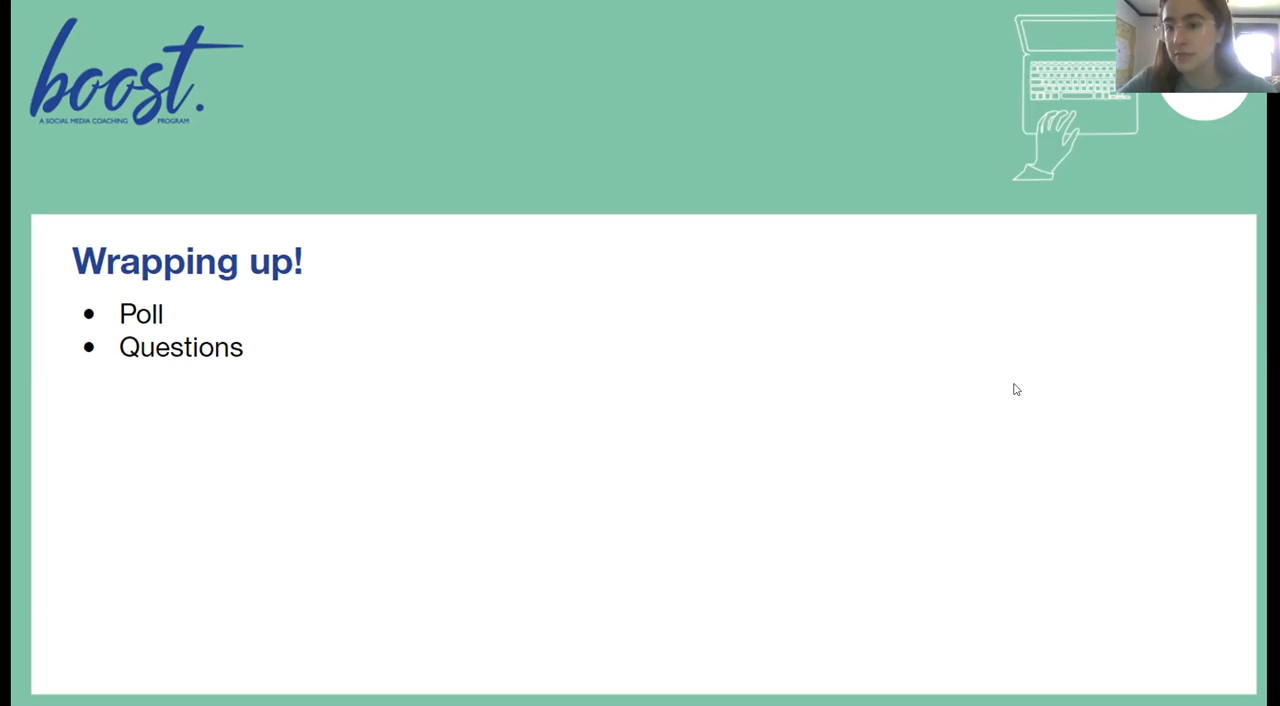 boost.
A SOCIAL MEDIA COACHING PROGRAM
Wrapping up!
• Poll
• Questions